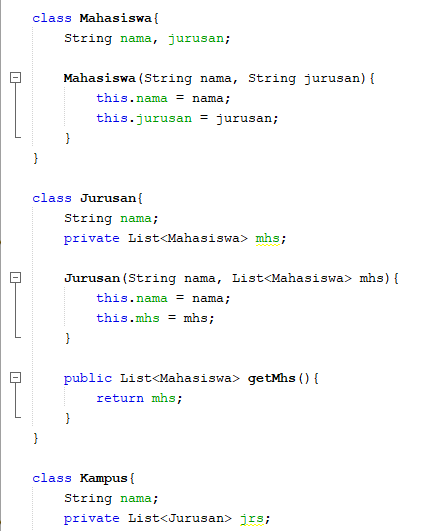 class Mahasiswa{
    String nama, jurusan;
    Mahasiswa(String nama, String jurusan){
        this.nama = nama;
        this.jurusan = jurusan;
    }
}
class Jurusan{
    String nama;
    private List<Mahasiswa> mhs;
    Jurusan(String nama, List<Mahasiswa> mhs){
        this.nama = nama;
        this.mhs = mhs;
    }
    public List<Mahasiswa> getMhs(){
        return mhs;
    }
}
class Kampus{
    String nama;
    private List<Jurusan> jrs;